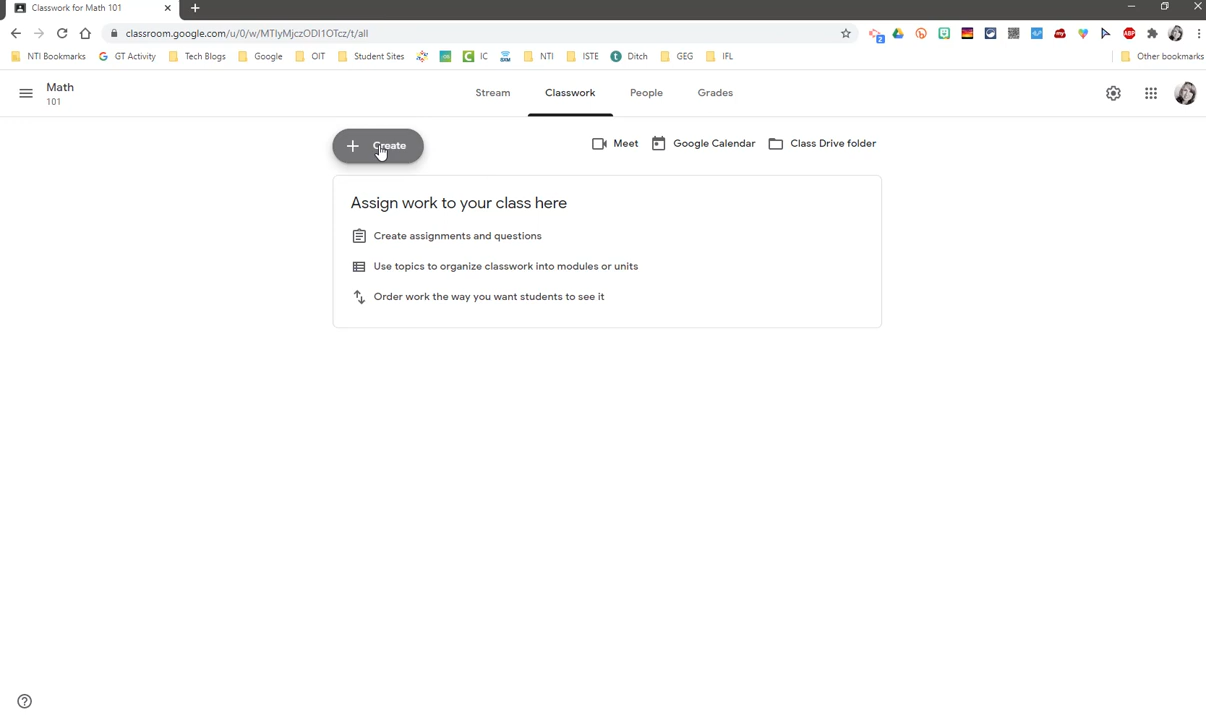 Classwork for Math 101
classroom.google.com/u/0/w/MTIyMjczODI1OTcz/t/all
NTI Bookmarks GT Activity Tech Blogs Google OIT Student Sites IC NTI ISTE Ditch GEG IFL Other bookmarks
Math
101
Stream Classwork People Grades
Create
Meet Google Calendar Class Drive folder
Assign work to your class here
Create assignments and questions
Use topics to organize classwork into modules or units
Order work the way you want students to see it